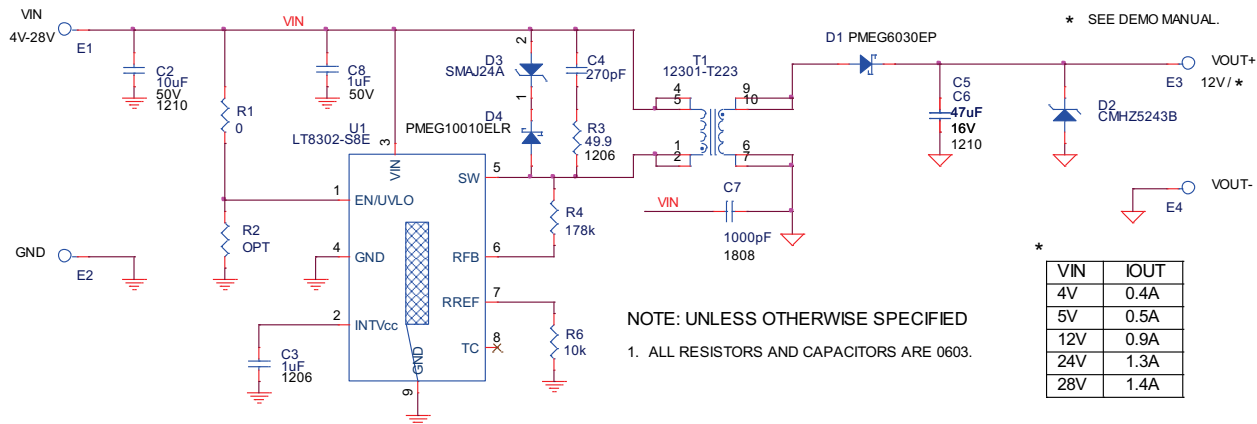 VIN
4V-28V
E1
VIN
C2
10uF
50V
1210
R1
0
C8
1uF
50V
U1
LT8302-S8E
3
VIN
1
EN/UVLO
R2
OPT
4
GND
2
INTVcc
C3
1uF
1206
GND
E2
GND
9
SW
5
RFB
6
RREF
7
TC
8
2
D3
SMAJ24A
1
D4
PMEG10010ELR
C4
270pF
R3
49.9
1206
R4
178k
R6
10k
T1
12301-T223
4
5
1
2
9
10
6
7
VIN
C7
1000pF
1808
D1 PMEG6030EP
* SEE DEMO MANUAL.
C5
C6
47uF
16V
1210
D2
CMHZ5243B
VOUT+
E3
12V / *
VOUT-
E4
NOTE: UNLESS OTHERWISE SPECIFIED
1. ALL RESISTORS AND CAPACITORS ARE 0603.
*
VIN IOUT
4V 0.4A
5V 0.5A
12V 0.9A
24V 1.3A
28V 1.4A